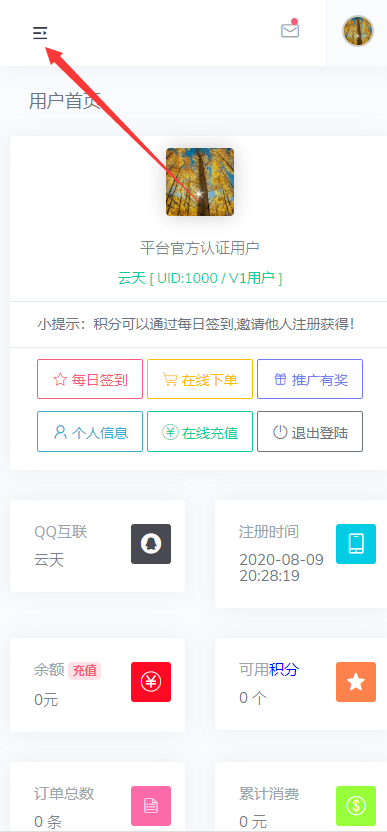 用户首页
平台官方认证用户
云天 [ UID:1000 / V1用户 ]
小提示：积分可以通过每日签到,邀请他人注册获得！
每日签到 在线下单 推广有奖
个人信息 在线充值 退出登陆
QQ互联
云天
注册时间
2020-08-09
20:28:19
余额 充值
0元
可用积分
0 个
订单总数
0 条
累计消费
0 元